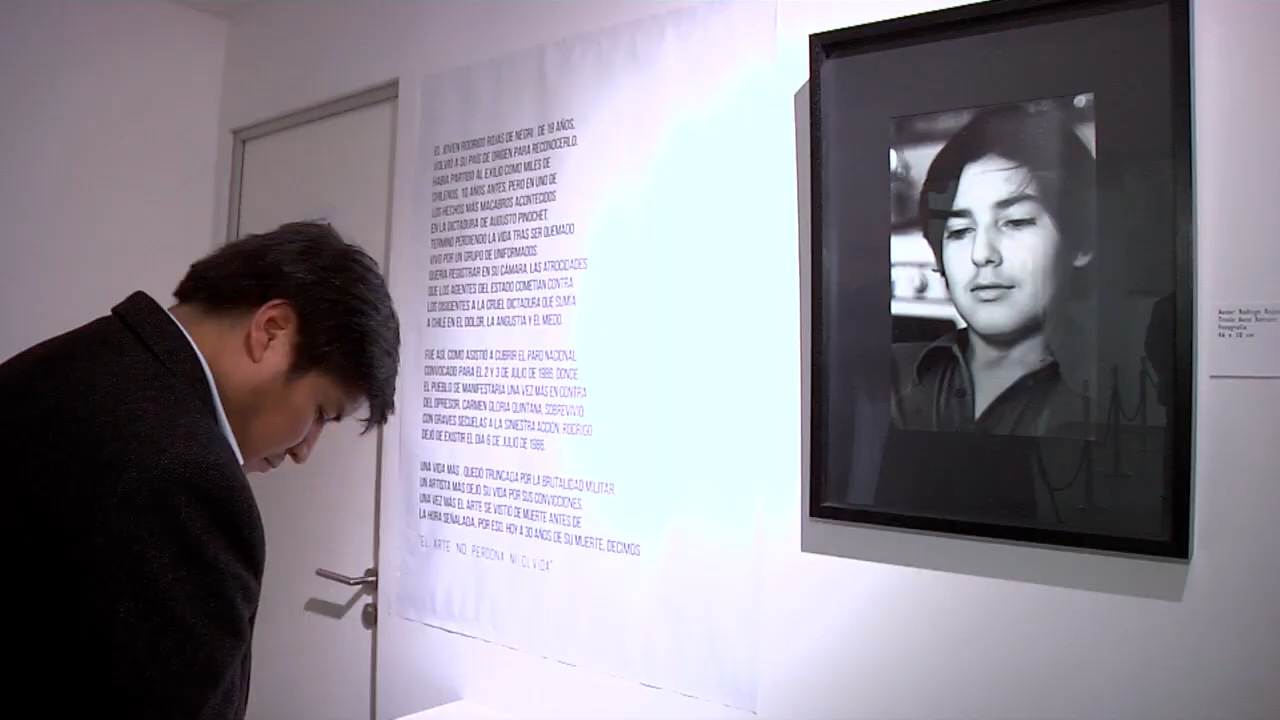 EL JOVEN RODRIGO ROJAS DE NEGRI, DE 19 AÑOS,
VOLVIÓ A SU PAÍS DE ORIGEN PARA RECONOCERLO.
HABÍA PARTIDO AL EXILIO COMO MILES DE
CHILENOS, 10 AÑOS ANTES, PERO EN UNO DE
LOS HECHOS MÁS MACABROS ACONTECIDOS
EN LA DICTADURA DE AUGUSTO PINOCHET,
TERMINÓ PERDIENDO LA VIDA TRAS SER QUEMADO
VIVO POR UN GRUPO DE UNIFORMADOS.
QUERÍA REGISTRAR EN SU CÁMARA, LAS ATROCIDADES
QUE LOS AGENTES DEL ESTADO COMETÍAN CONTRA
LOS DISIDENTES A LA CRUEL DICTADURA QUE SUMÍA
A CHILE EN EL DOLOR, LA ANGUSTIA Y EL MIEDO.
FUE ASÍ, COMO ASISTIÓ A CUBRIR EL PARO NACIONAL
CONVOCADO PARA EL 2 Y 3 DE JULIO DE 1986, DONDE
EL PUEBLO SE MANIFESTARÍA UNA VEZ MÁS EN CONTRA
DEL OPRESOR. CARMEN GLORIA QUINTANA, SOBREVIVIÓ
CON GRAVES SECUELAS A LA SINIESTRA ACCIÓN, RODRIGO
DEJÓ DE EXISTIR EL DÍA 6 DE JULIO DE 1986.
UNA VIDA MÁS, QUEDÓ TRUNCADA POR LA BRUTALIDAD MILITAR.
UN ARTISTA MÁS DEJÓ SU VIDA POR SUS CONVICCIONES.
UNA VEZ MÁS EL ARTE SE VISTIÓ DE MUERTE ANTES DE
LA HORA SEÑALADA, POR ESO, HOY A 30 AÑOS DE SU MUERTE, DECIMOS
"EL ARTE NO PERDONA NI OLVIDA"
Autor: Rodrigo
Fotografía
cm